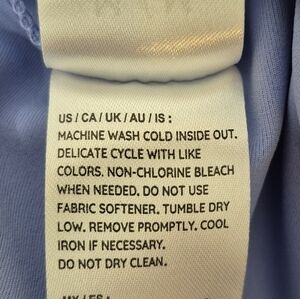 US / CA / UK / AU / IS :
MACHINE WASH COLD INSIDE OUT.
DELICATE CYCLE WITH LIKE
COLORS. NON-CHLORINE BLEACH
WHEN NEEDED. DO NOT USE
FABRIC SOFTENER. TUMBLE DRY
LOW. REMOVE PROMPTLY. COOL
IRON IF NECESSARY.
DO NOT DRY CLEAN.
MX / ES :